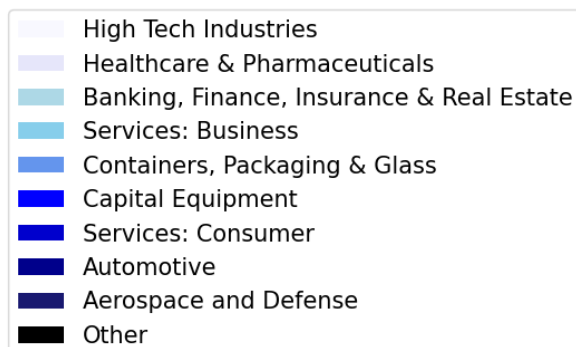 High Tech Industries
Healthcare & Pharmaceuticals
Banking, Finance, Insurance & Real Estate
Services: Business
Containers, Packaging & Glass
Capital Equipment
Services: Consumer
Automotive
Aerospace and Defense
Other